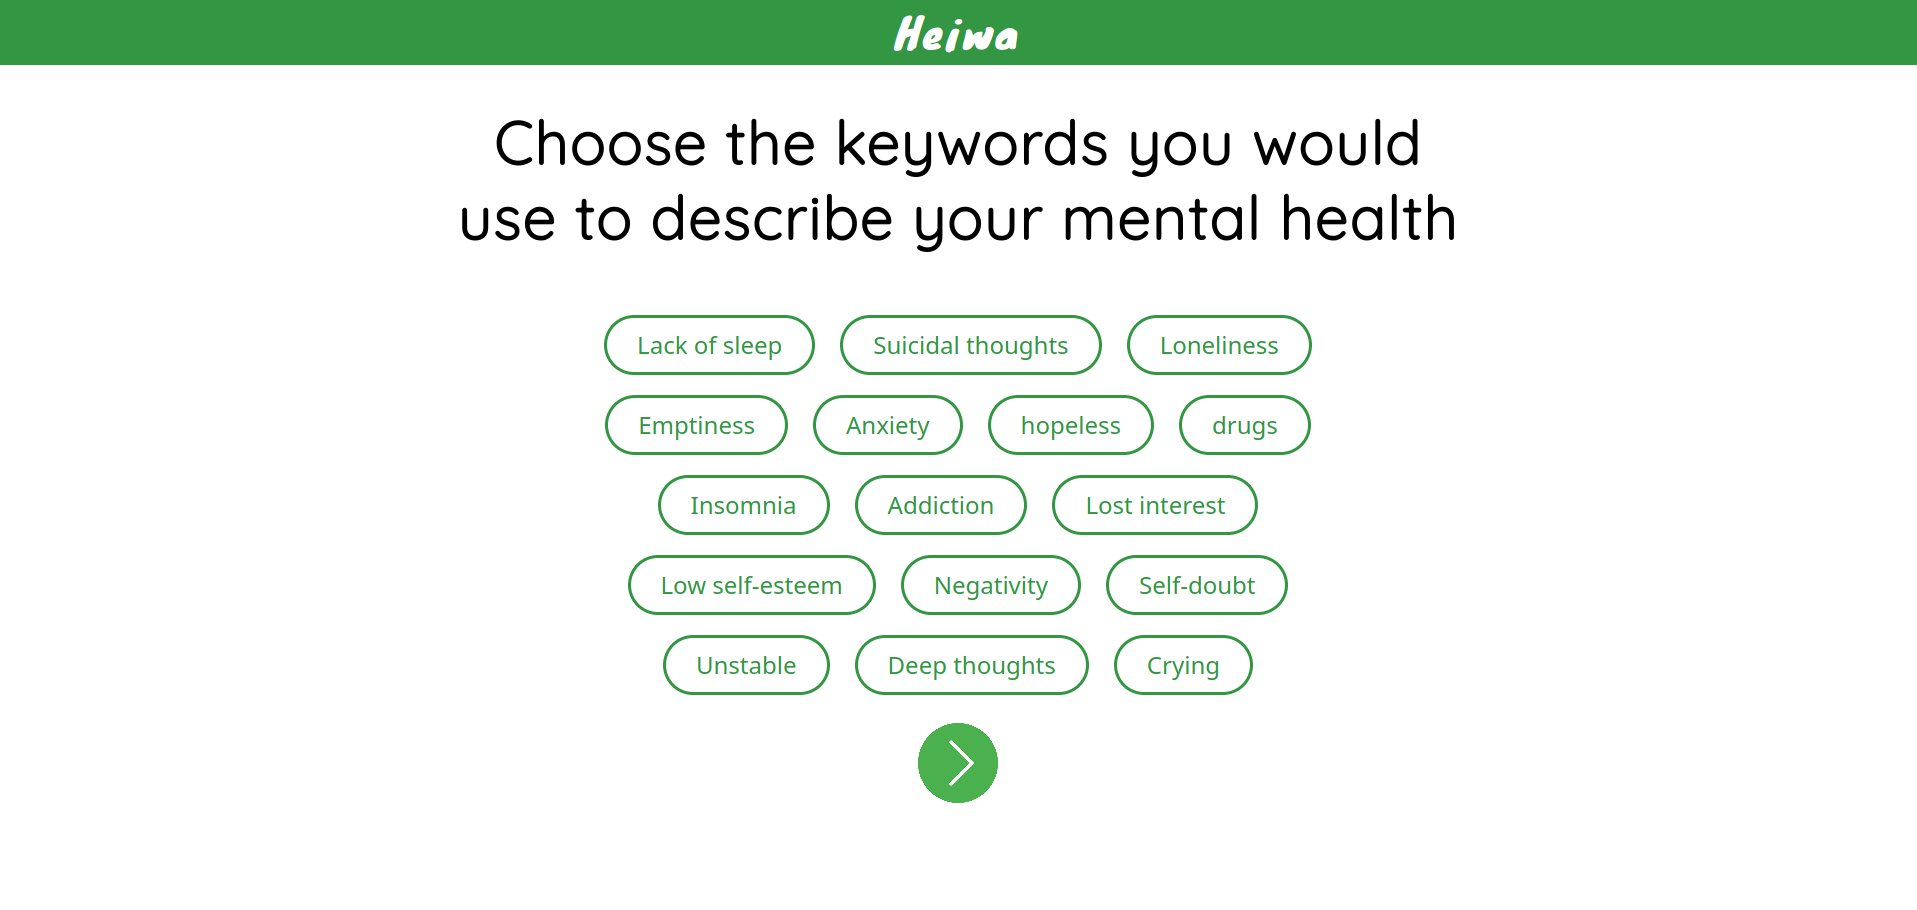 Heiwa
Choose the keywords you would
use to describe your mental health
Lack of sleep Suicidal thoughts Loneliness
Emptiness Anxiety hopeless drugs
Insomnia Addiction Lost interest
Low self-esteem Negativity Self-doubt
Unstable Deep thoughts Crying